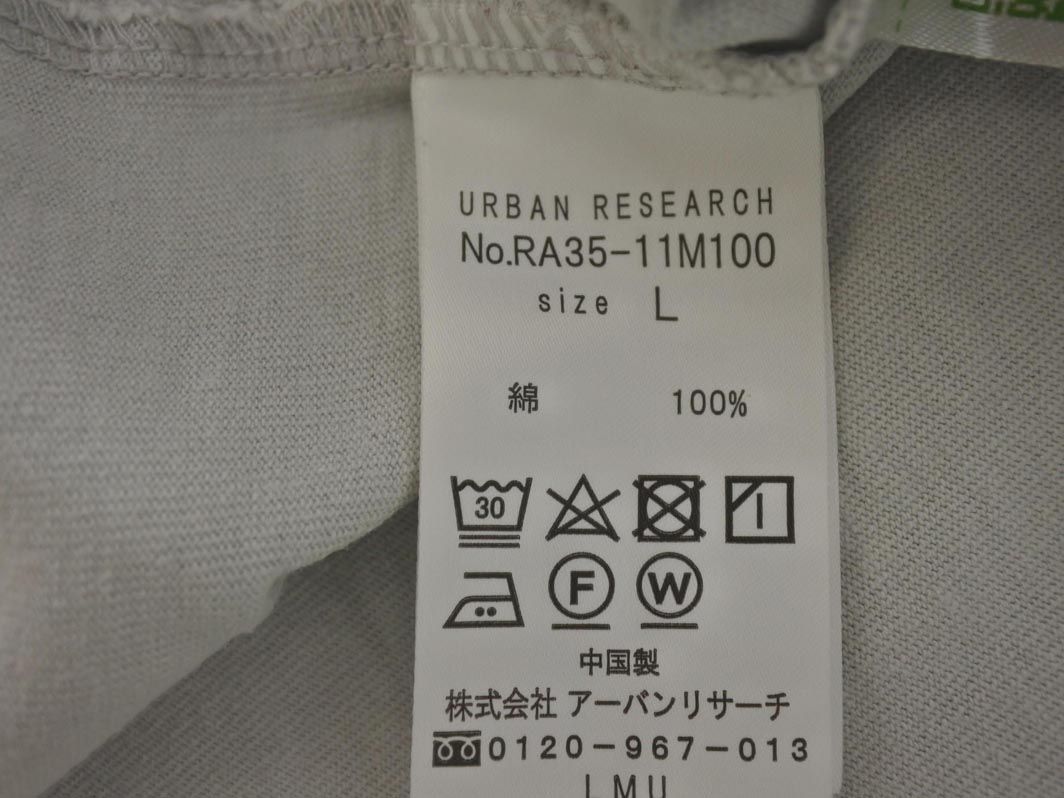 URBAN RESEARCH
No.RA35-11M100
size L
綿 100%
30
F W
中国製
株式会社 アーバンリサーチ
0120-967-013
LMU